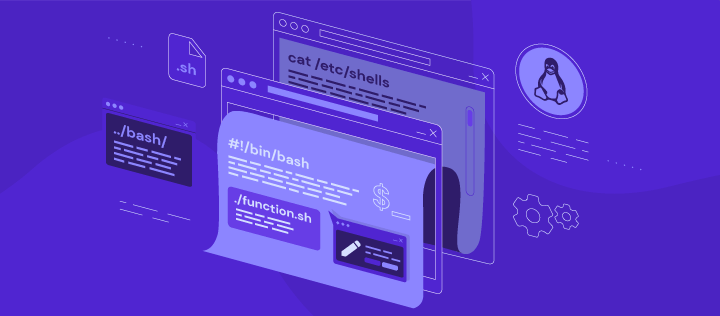 cat /etc/shells
.sh
../bash/
#!/bin/bash
$
./function.sh